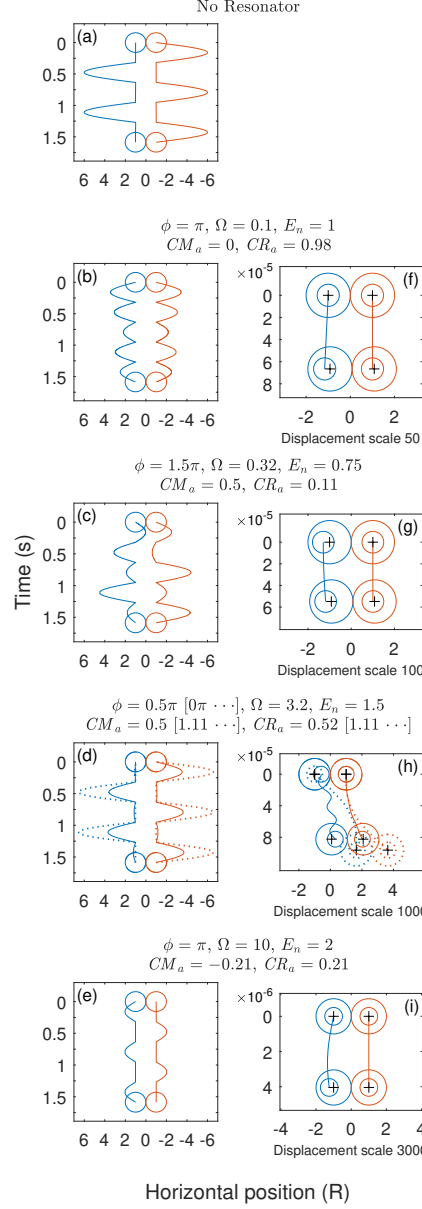 No Resonator
(a)
0
0.5
1
1.5
6 4 2 0 -2 -4 -6
ϕ = π, Ω = 0.1, E_n = 1
CM_a = 0, CR_a = 0.98
(b)
0
0.5
1
1.5
6 4 2 0 -2 -4 -6
×10⁻⁵
(f)
0
2
4
6
8
-2 0 2
Displacement scale 50
ϕ = 1.5π, Ω = 0.32, E_n = 0.75
CM_a = 0.5, CR_a = 0.11
(c)
0
0.5
1
1.5
6 4 2 0 -2 -4 -6
×10⁻⁵
(g)
0
2
4
6
-2 0 2
Displacement scale 100
ϕ = 0.5π [0π ⋯], Ω = 3.2, E_n = 1.5
CM_a = 0.5 [1.11 ⋯], CR_a = 0.52 [1.11 ⋯]
(d)
0
0.5
1
1.5
6 4 2 0 -2 -4 -6
×10⁻⁵
(h)
0
4
8
-2 0 2 4
Displacement scale 1000
ϕ = π, Ω = 10, E_n = 2
CM_a = −0.21, CR_a = 0.21
(e)
0
0.5
1
1.5
6 4 2 0 -2 -4 -6
×10⁻⁶
(i)
0
2
4
-4 -2 0 2 4
Displacement scale 3000
Time (s)
Horizontal position (R)